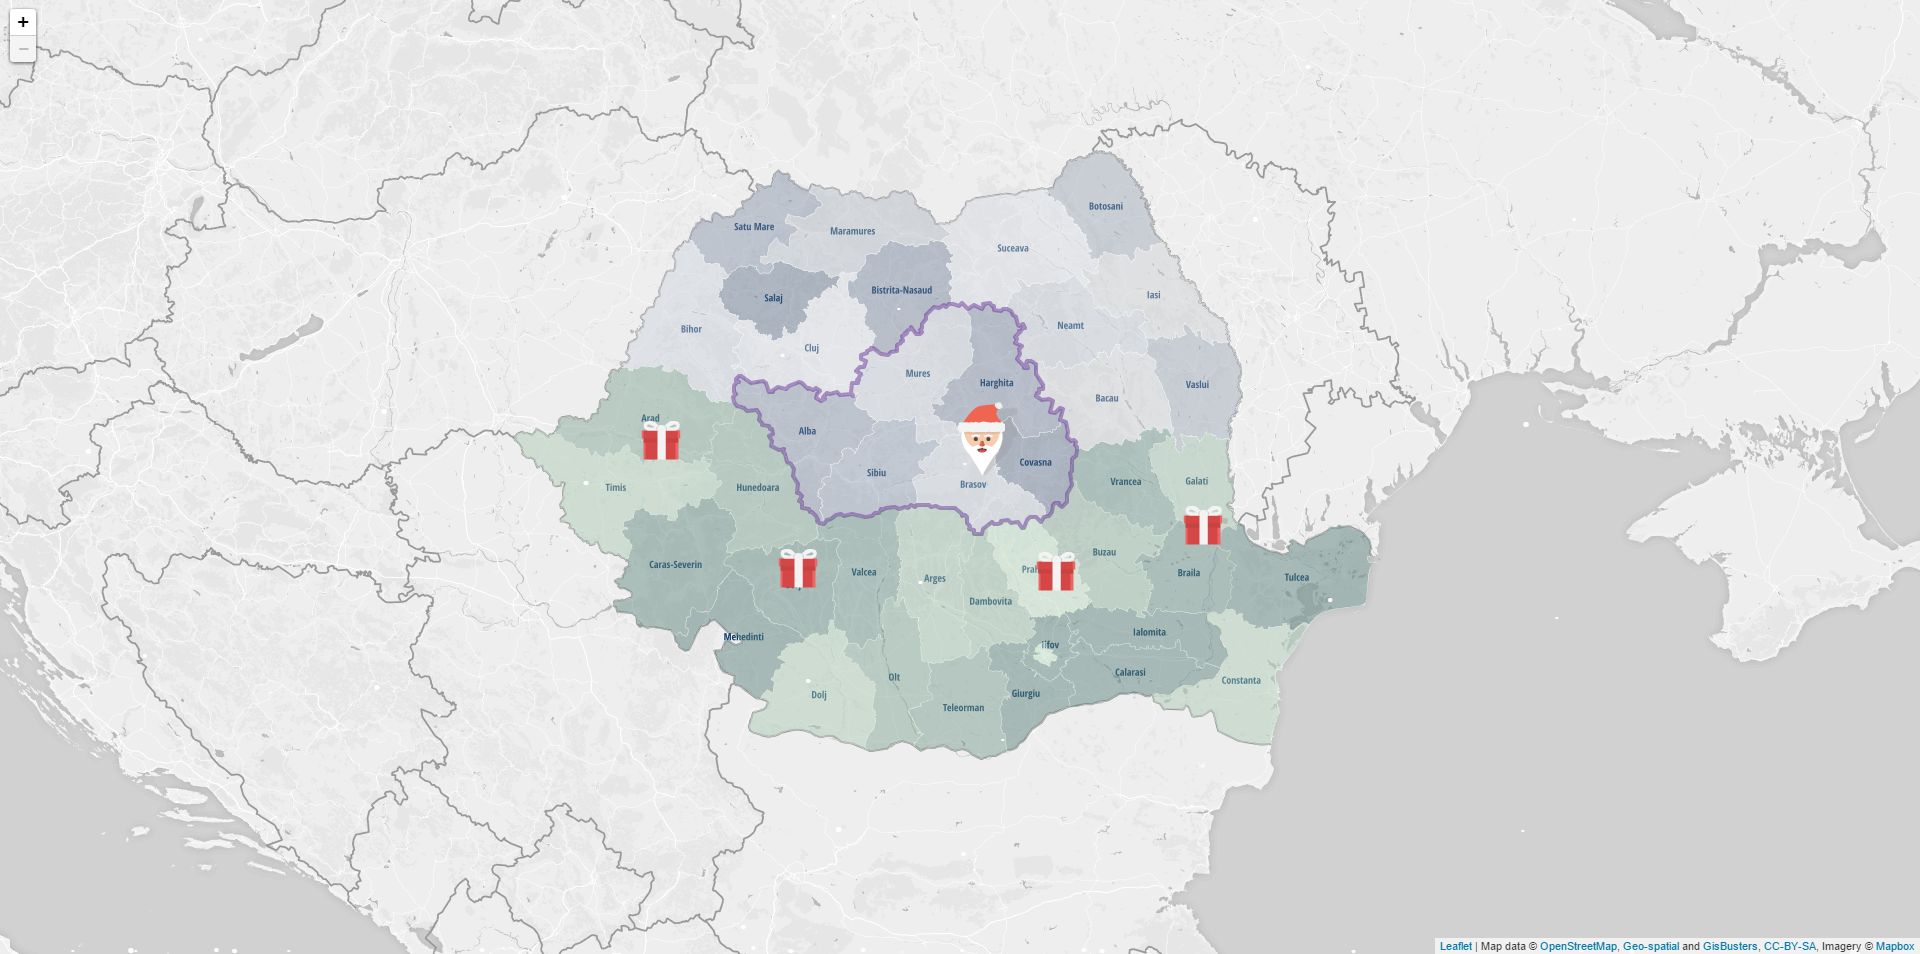 +
−
Botosani
Satu Mare
Maramures
Suceava
Bistrita-Nasaud
Salaj
Iasi
Bihor
Neamt
Cluj
Mures
Harghita
Vaslui
Bacau
Arad
Alba
Covasna
Sibiu
Vrancea
Galati
Brasov
Timis
Hunedoara
Buzau
Caras-Severin
Valcea
Arges
Braila
Tulcea
Dambovita
Ialomita
Mehedinti
Ilfov
Calarasi
Olt
Constanta
Dolj
Giurgiu
Teleorman
Leaflet | Map data © OpenStreetMap, Geo-spatial and GisBusters, CC-BY-SA, Imagery © Mapbox